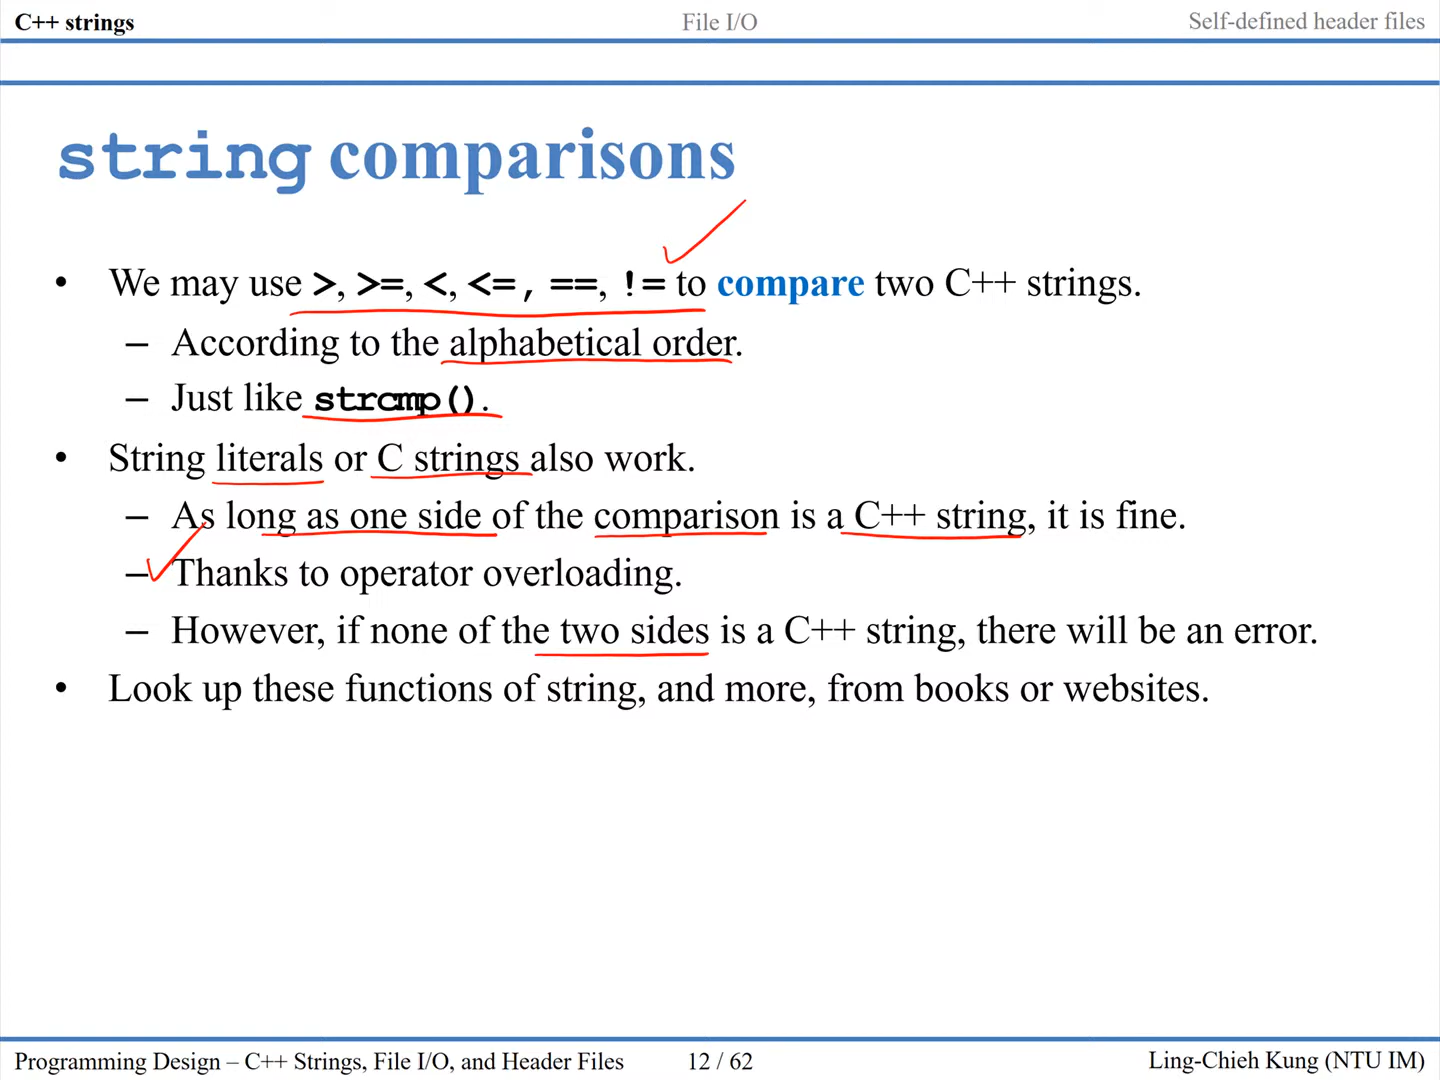 C++ strings File I/O Self-defined header files
string comparisons
• We may use >, >=, <, <=, ==, != to compare two C++ strings.
– According to the alphabetical order.
– Just like strcmp().
• String literals or C strings also work.
– As long as one side of the comparison is a C++ string, it is fine.
– Thanks to operator overloading.
– However, if none of the two sides is a C++ string, there will be an error.
• Look up these functions of string, and more, from books or websites.
Programming Design – C++ Strings, File I/O, and Header Files 12 / 62 Ling-Chieh Kung (NTU IM)